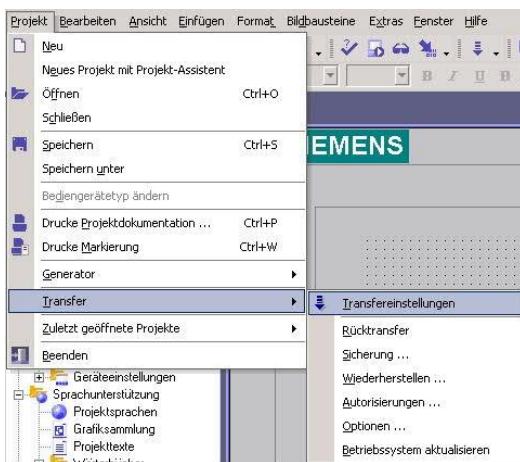 Projekt Bearbeiten Ansicht Einfügen Format Bildbausteine Extras Fenster Hilfe
Neu
Neues Projekt mit Projekt-Assistent
Öffnen Ctrl+O
Schließen
Speichern Ctrl+S
Speichern unter
Bediengerätetyp ändern
Drucke Projektdokumentation ... Ctrl+P
Drucke Markierung Ctrl+W
Generator
Transfer
Zuletzt geöffnete Projekte
Beenden
B I U B
IEMENS
Transfereinstellungen
Rücktransfer
Sicherung ...
Wiederherstellen ...
Autorisierungen ...
Optionen ...
Betriebssystem aktualisieren
Geräteeinstellungen
Sprachunterstützung
Projektsprachen
Grafiksammlung
Projekttexte